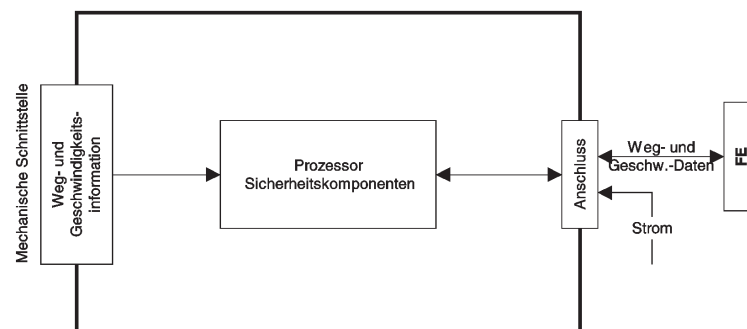 Mechanische Schnittstelle
Weg- und
Geschwindigkeits-
information
Prozessor
Sicherheitskomponenten
Anschluss
Weg- und
Geschw.-Daten
Strom
FE